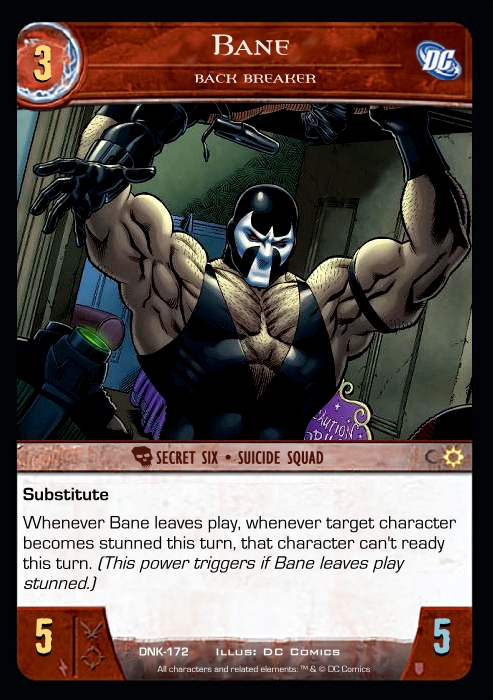 3
BANE
DC
BACK BREAKER
CAUTION
SECRET SIX • SUICIDE SQUAD
C
Substitute
Whenever Bane leaves play, whenever target character
becomes stunned this turn, that character can't ready
this turn. (This power triggers if Bane leaves play
stunned.)
5
5
DNK-172 ILLUS: DC COMICS
All characters and related elements: ™ & © DC Comics